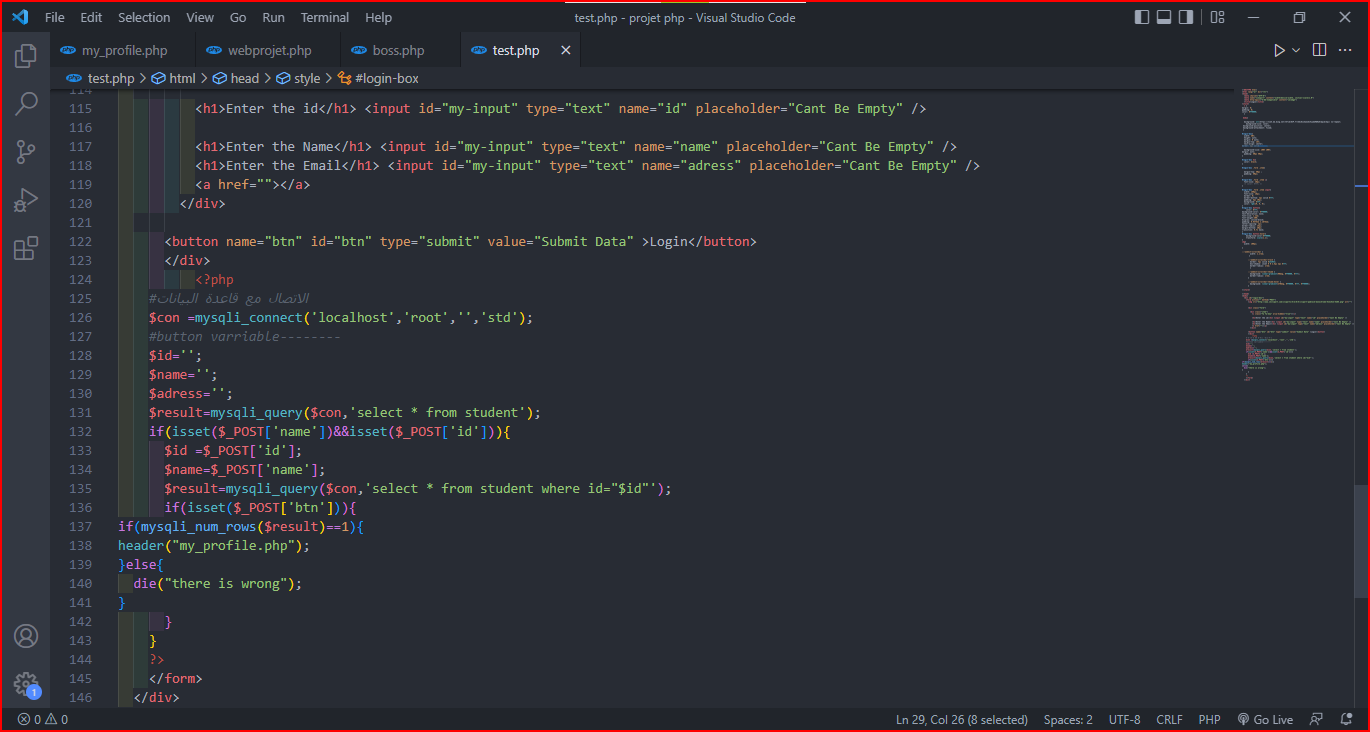 File Edit Selection View Go Run Terminal Help test.php - projet php - Visual Studio Code
my_profile.php webprojet.php boss.php test.php
test.php > html > head > style > #login-box
114
115 <h1>Enter the id</h1> <input id="my-input" type="text" name="id" placeholder="Cant Be Empty" />
116
117 <h1>Enter the Name</h1> <input id="my-input" type="text" name="name" placeholder="Cant Be Empty" />
118 <h1>Enter the Email</h1> <input id="my-input" type="text" name="adress" placeholder="Cant Be Empty" />
119 <a href=""></a>
120 </div>
121
122 <button name="btn" id="btn" type="submit" value="Submit Data" >Login</button>
123 </div>
124 <?php
125 #الاتصال مع قاعدة البيانات
126 $con =mysqli_connect('localhost','root','','std');
127 #button varriable--------
128 $id='';
129 $name='';
130 $adress='';
131 $result=mysqli_query($con,'select * from student');
132 if(isset($_POST['name'])&&isset($_POST['id'])){
133 $id =$_POST['id'];
134 $name=$_POST['name'];
135 $result=mysqli_query($con,'select * from student where id="$id"');
136 if(isset($_POST['btn'])){
137 if(mysqli_num_rows($result)==1){
138 header("my_profile.php");
139 }else{
140 die("there is wrong");
141 }
142 }
143 }
144 ?>
145 </form>
146 </div>
1
0 0 Ln 29, Col 26 (8 selected) Spaces: 2 UTF-8 CRLF PHP Go Live